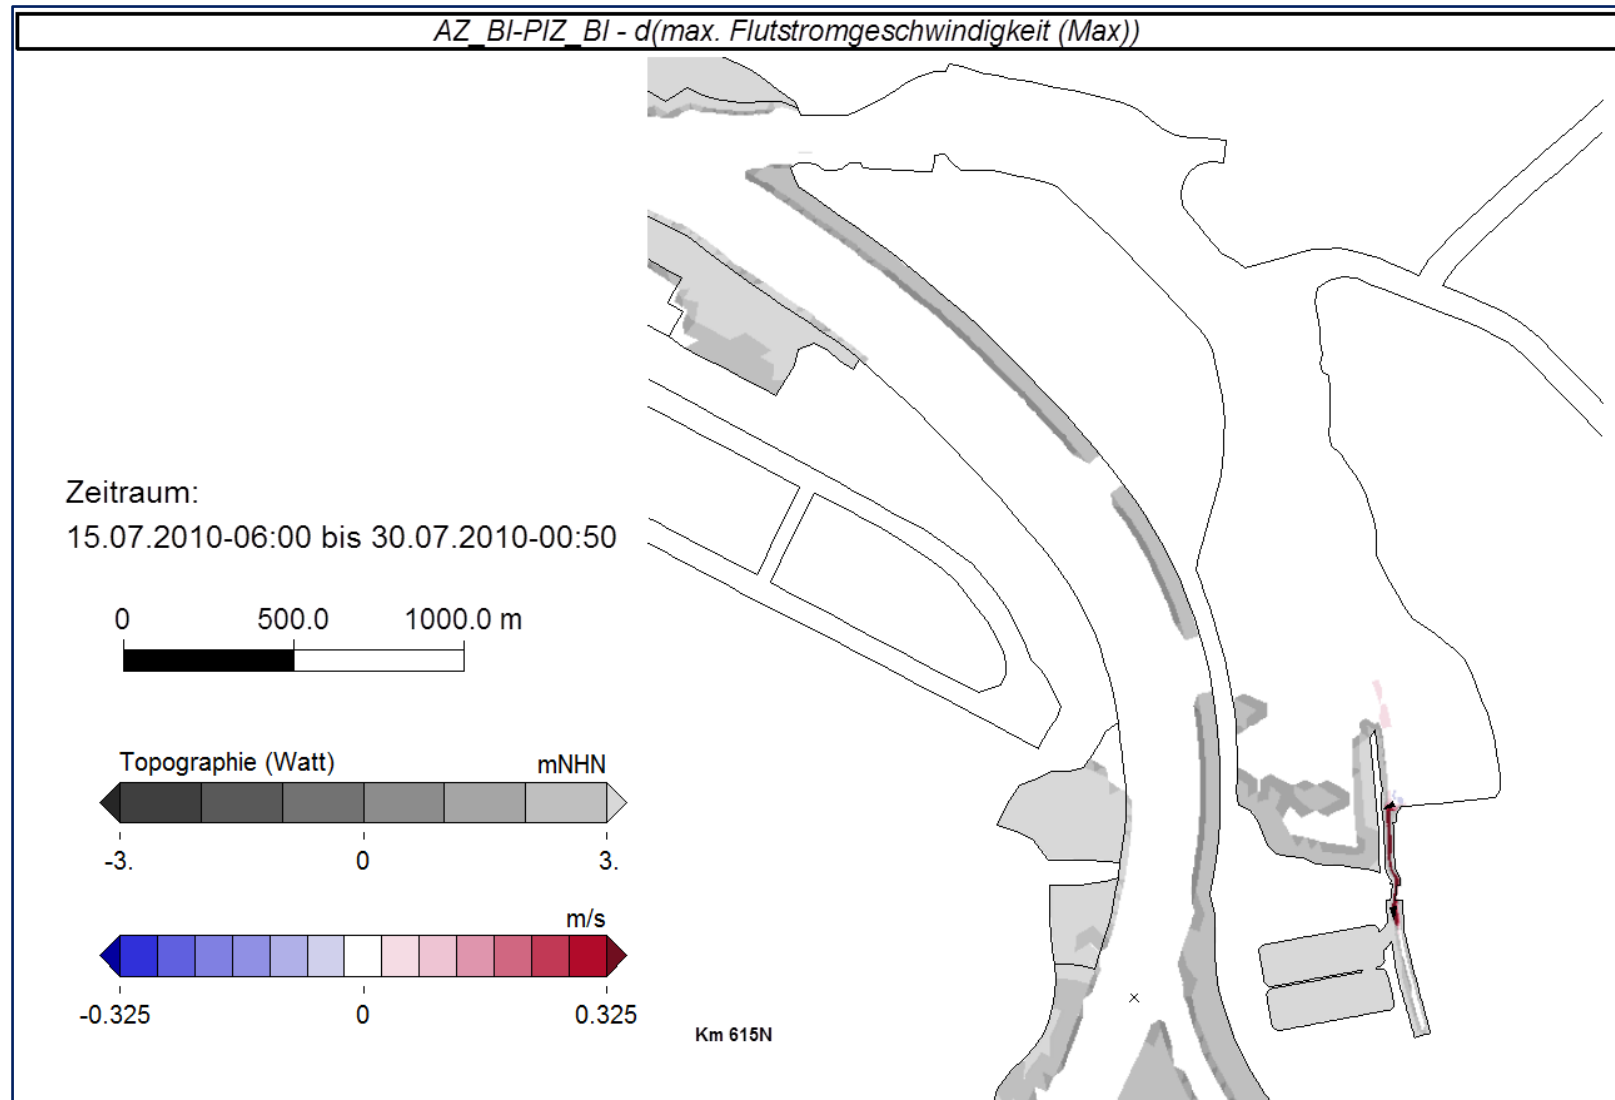 AZ_BI-PIZ_BI - d(max. Flutstromgeschwindigkeit (Max))
Zeitraum:
15.07.2010-06:00 bis 30.07.2010-00:50
0 500.0 1000.0 m
Topographie (Watt) mNHN
-3. 0 3.
m/s
-0.325 0 0.325
Km 615N